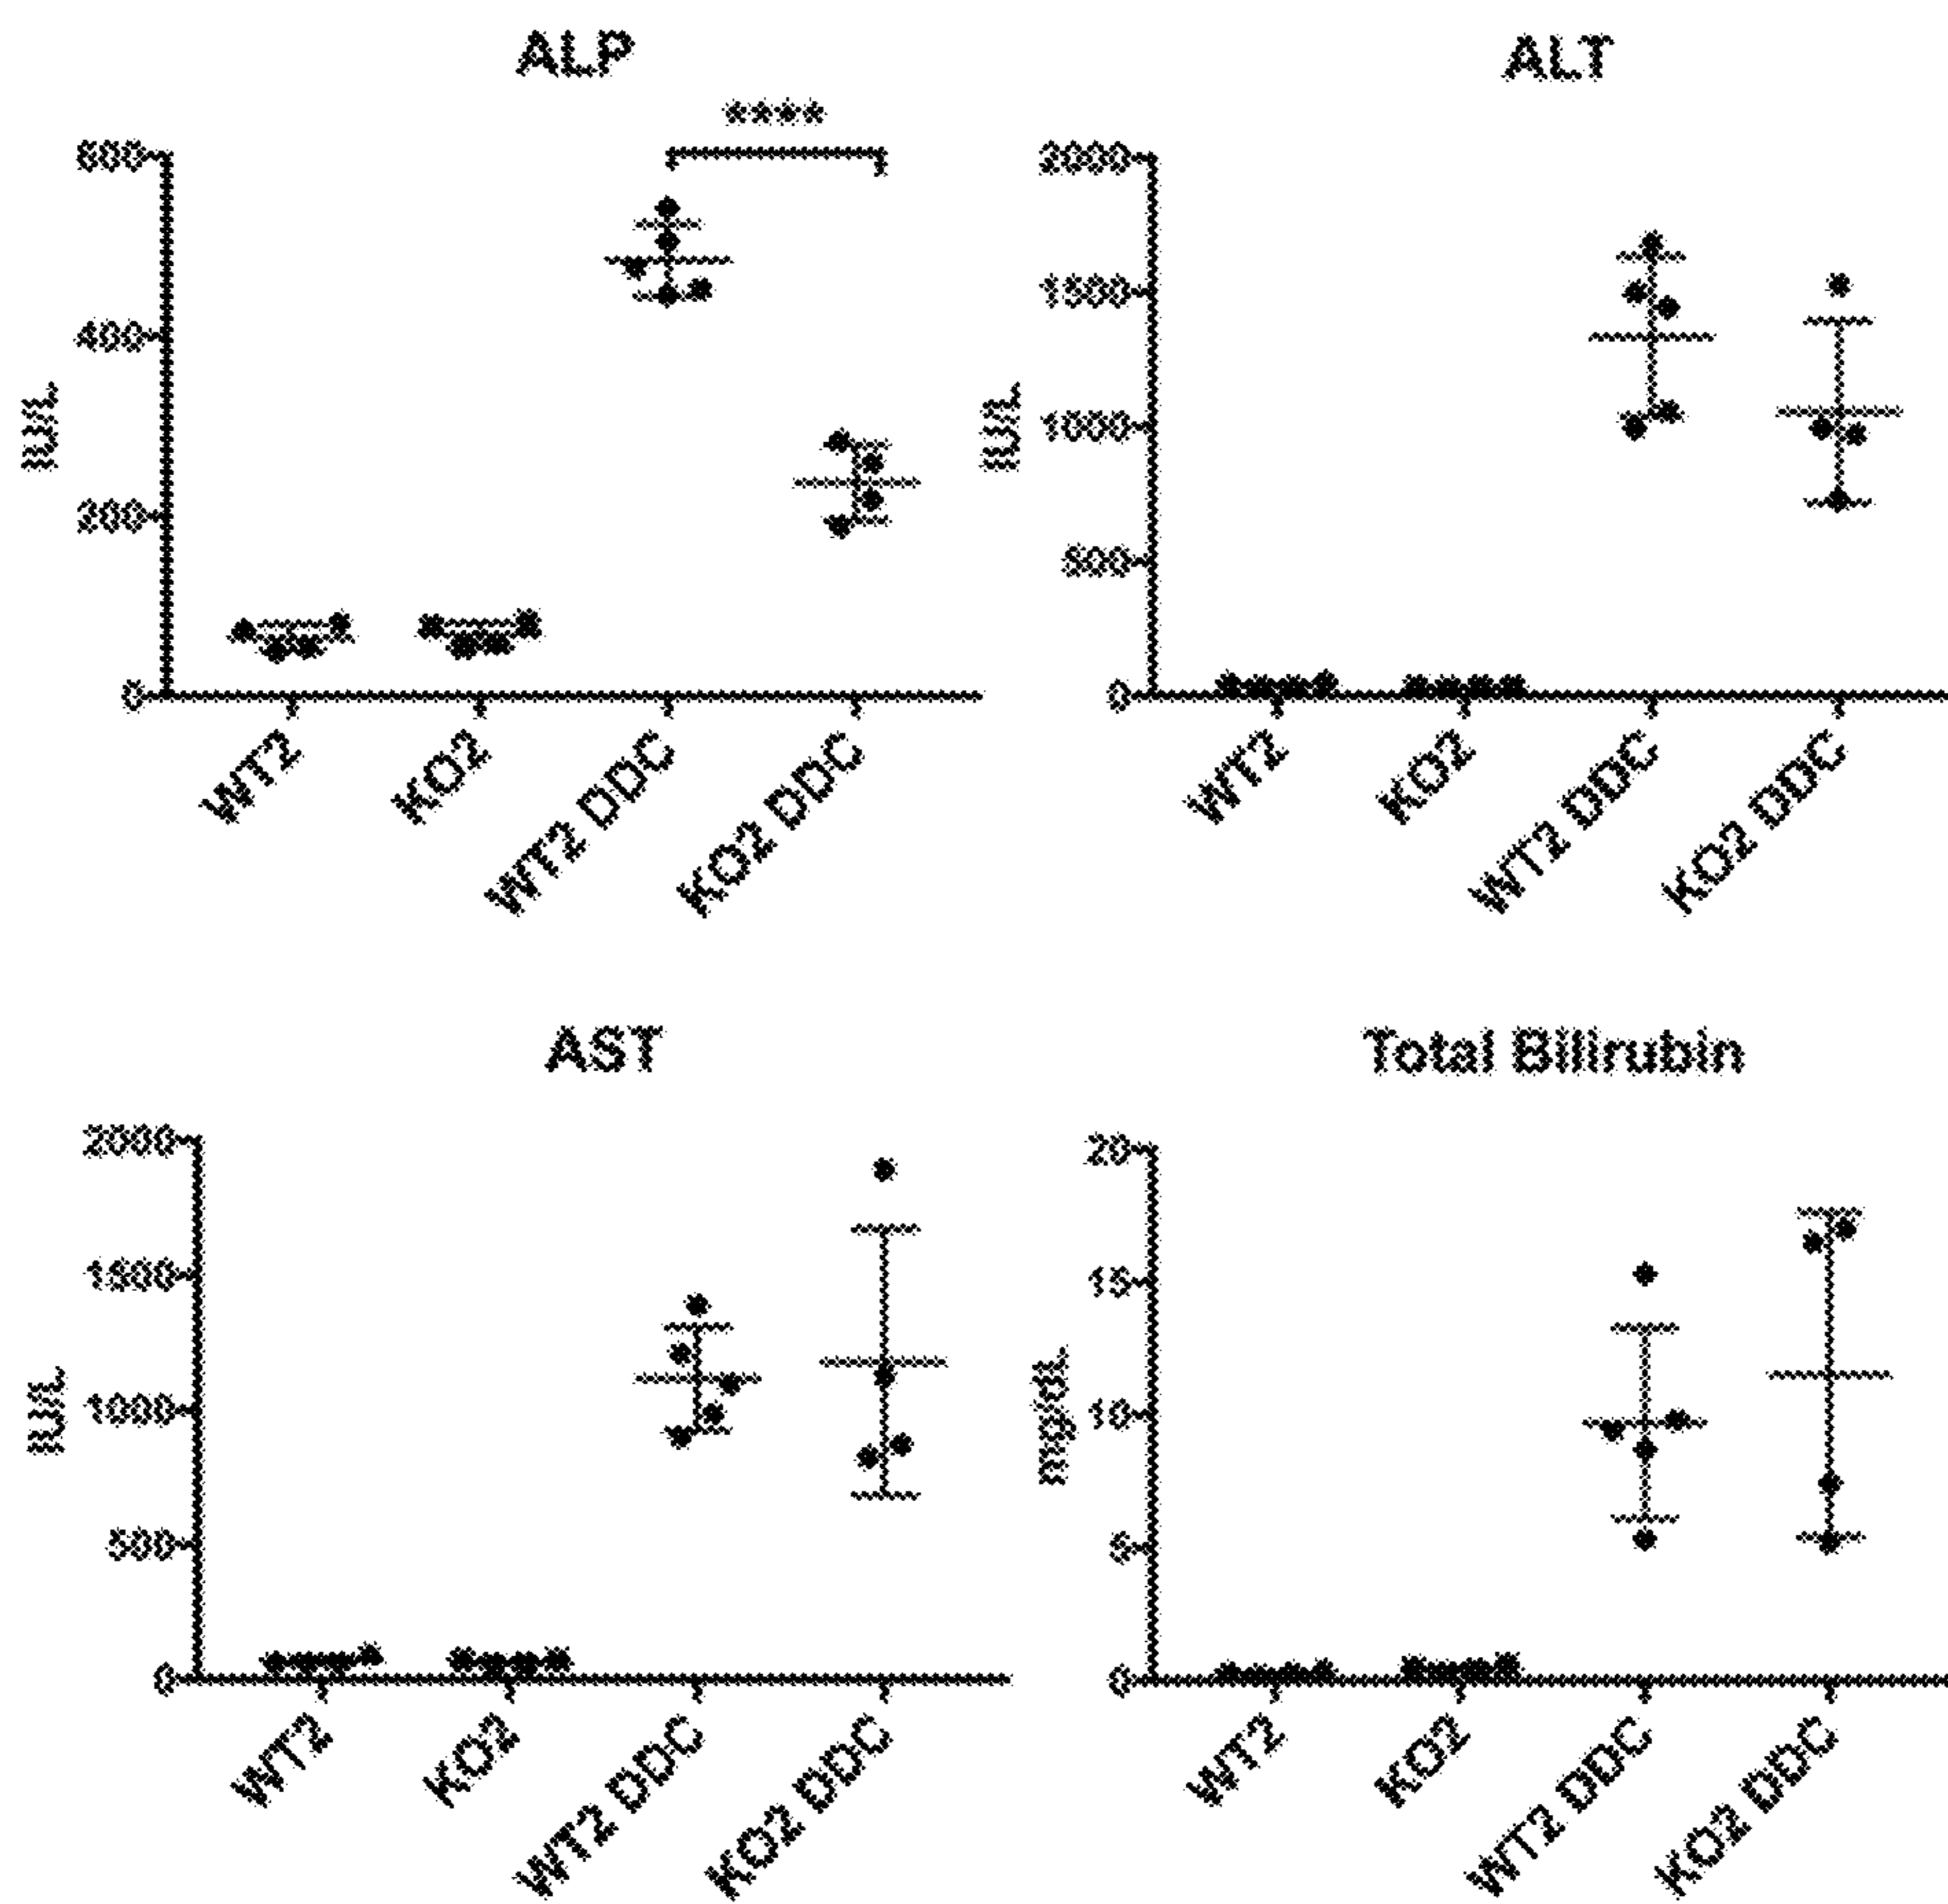 ALP
****
600
400
200
0
IU/L
WT2
KO2
WT2 DDC
KO2 DDC
ALT
2000
1500
1000
500
0
IU/L
WT2
KO2
WT2 DDC
KO2 DDC
AST
2000
1500
1000
500
0
IU/L
WT2
KO2
WT2 DDC
KO2 DDC
Total Bilirubin
20
15
10
5
0
mg/dL
WT2
KO2
WT2 DDC
KO2 DDC